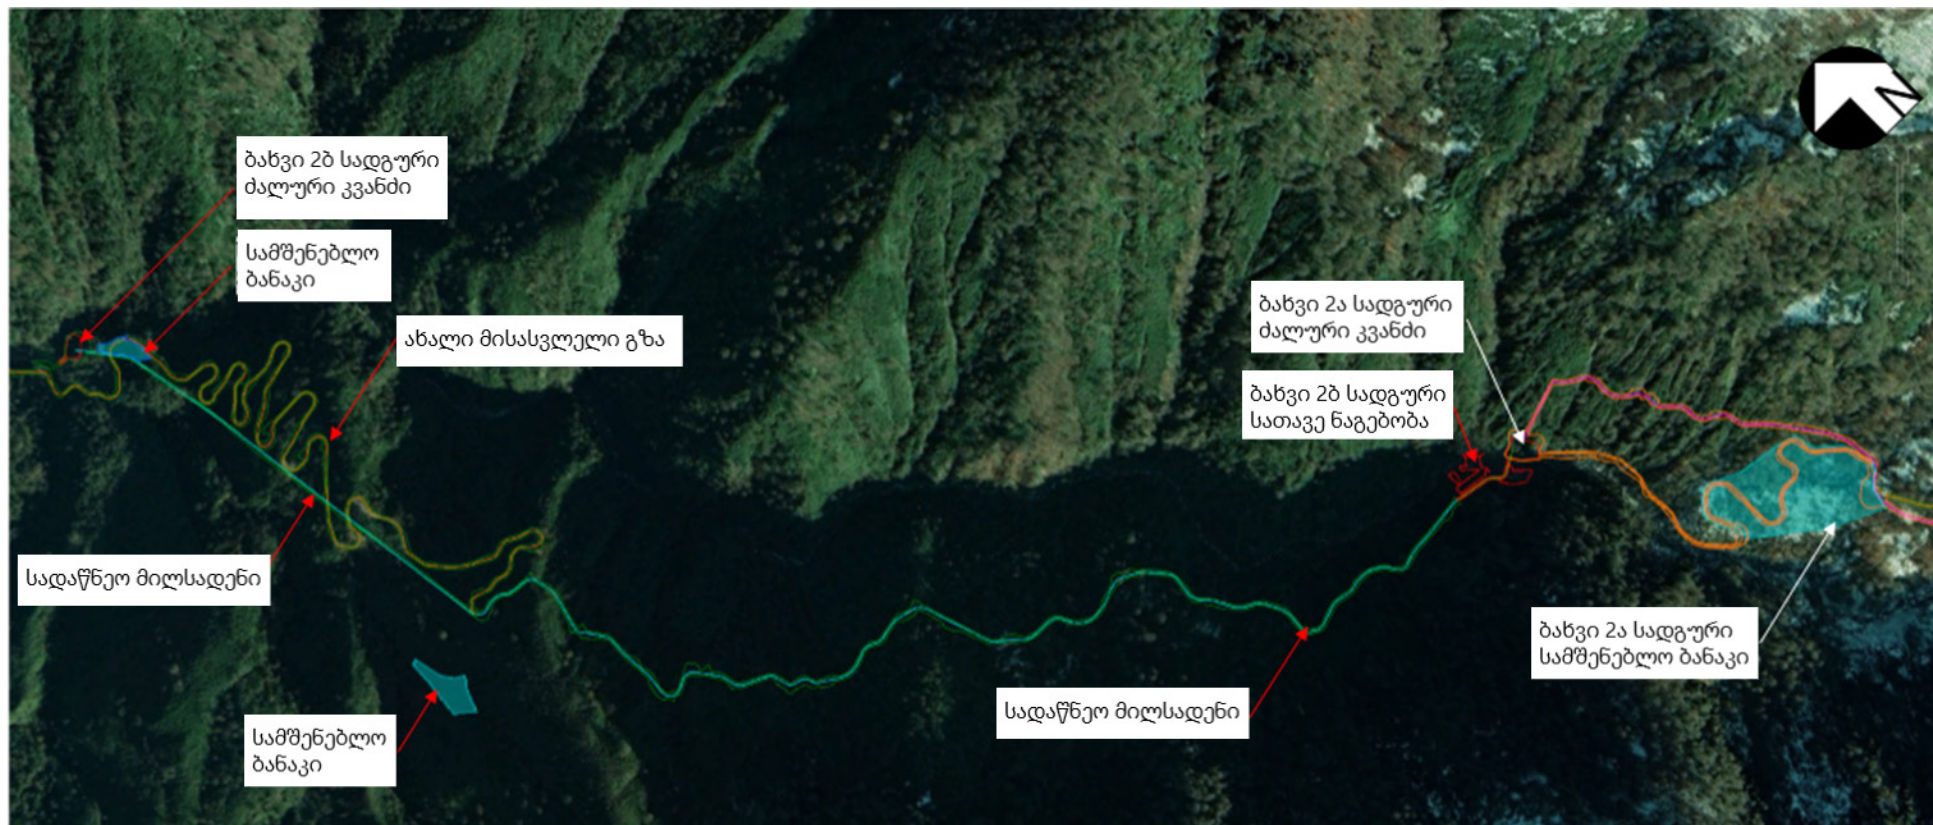 ბახვი 2ბ სადგური
ძალური კვანძი
სამშენებლო
ბანაკი
ახალი მისასვლელი გზა
ბახვი 2ა სადგური
ძალური კვანძი
ბახვი 2ბ სადგური
სათავე ნაგებობა
სადაწნეო მილსადენი
ბახვი 2ა სადგური
სამშენებლო ბანაკი
სადაწნეო მილსადენი
სამშენებლო
ბანაკი
N